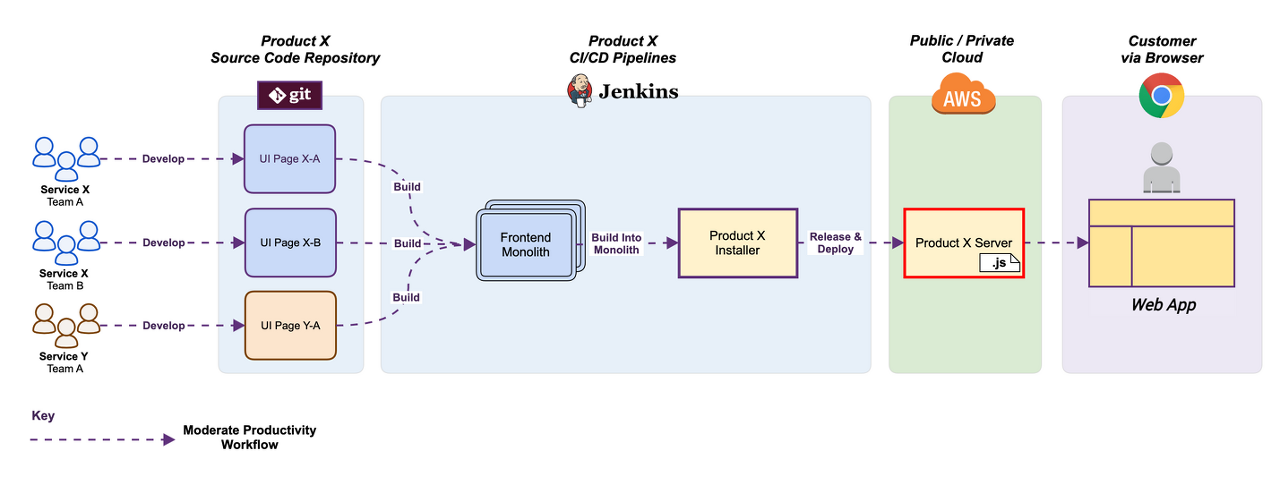 Product X
Source Code Repository
Product X
CI/CD Pipelines
Public / Private
Cloud
Customer
via Browser
git
Jenkins
AWS
Service X
Team A
Develop
UI Page X-A
Build
Service X
Team B
Develop
UI Page X-B
Build
Frontend
Monolith
Build Into
Monolith
Product X
Installer
Release &
Deploy
Product X Server
.js
Web App
Service Y
Team A
Develop
UI Page Y-A
Build
Key
Moderate Productivity
Workflow